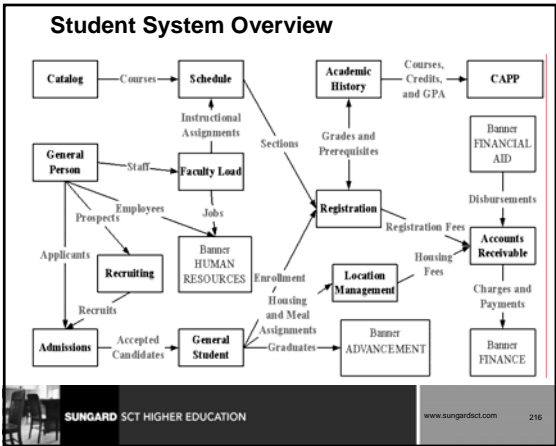 Student System Overview
Catalog
Courses
Schedule
Academic
History
Courses,
Credits,
and GPA
CAPP
Instructional
Assignments
Sections
Grades and
Prerequisites
Banner
FINANCIAL
AID
General
Person
Staff
Faculty Load
Employees
Prospects
Jobs
Registration
Registration Fees
Disbursements
Accounts
Receivable
Applicants
Recruiting
Banner
HUMAN
RESOURCES
Enrollment
Housing
and Meal
Assignments
Location
Management
Housing
Fees
Recruits
Charges and
Payments
Admissions
Accepted
Candidates
General
Student
Graduates
Banner
ADVANCEMENT
Banner
FINANCE
SUNGARD SCT HIGHER EDUCATION
www.sungardsct.com
216